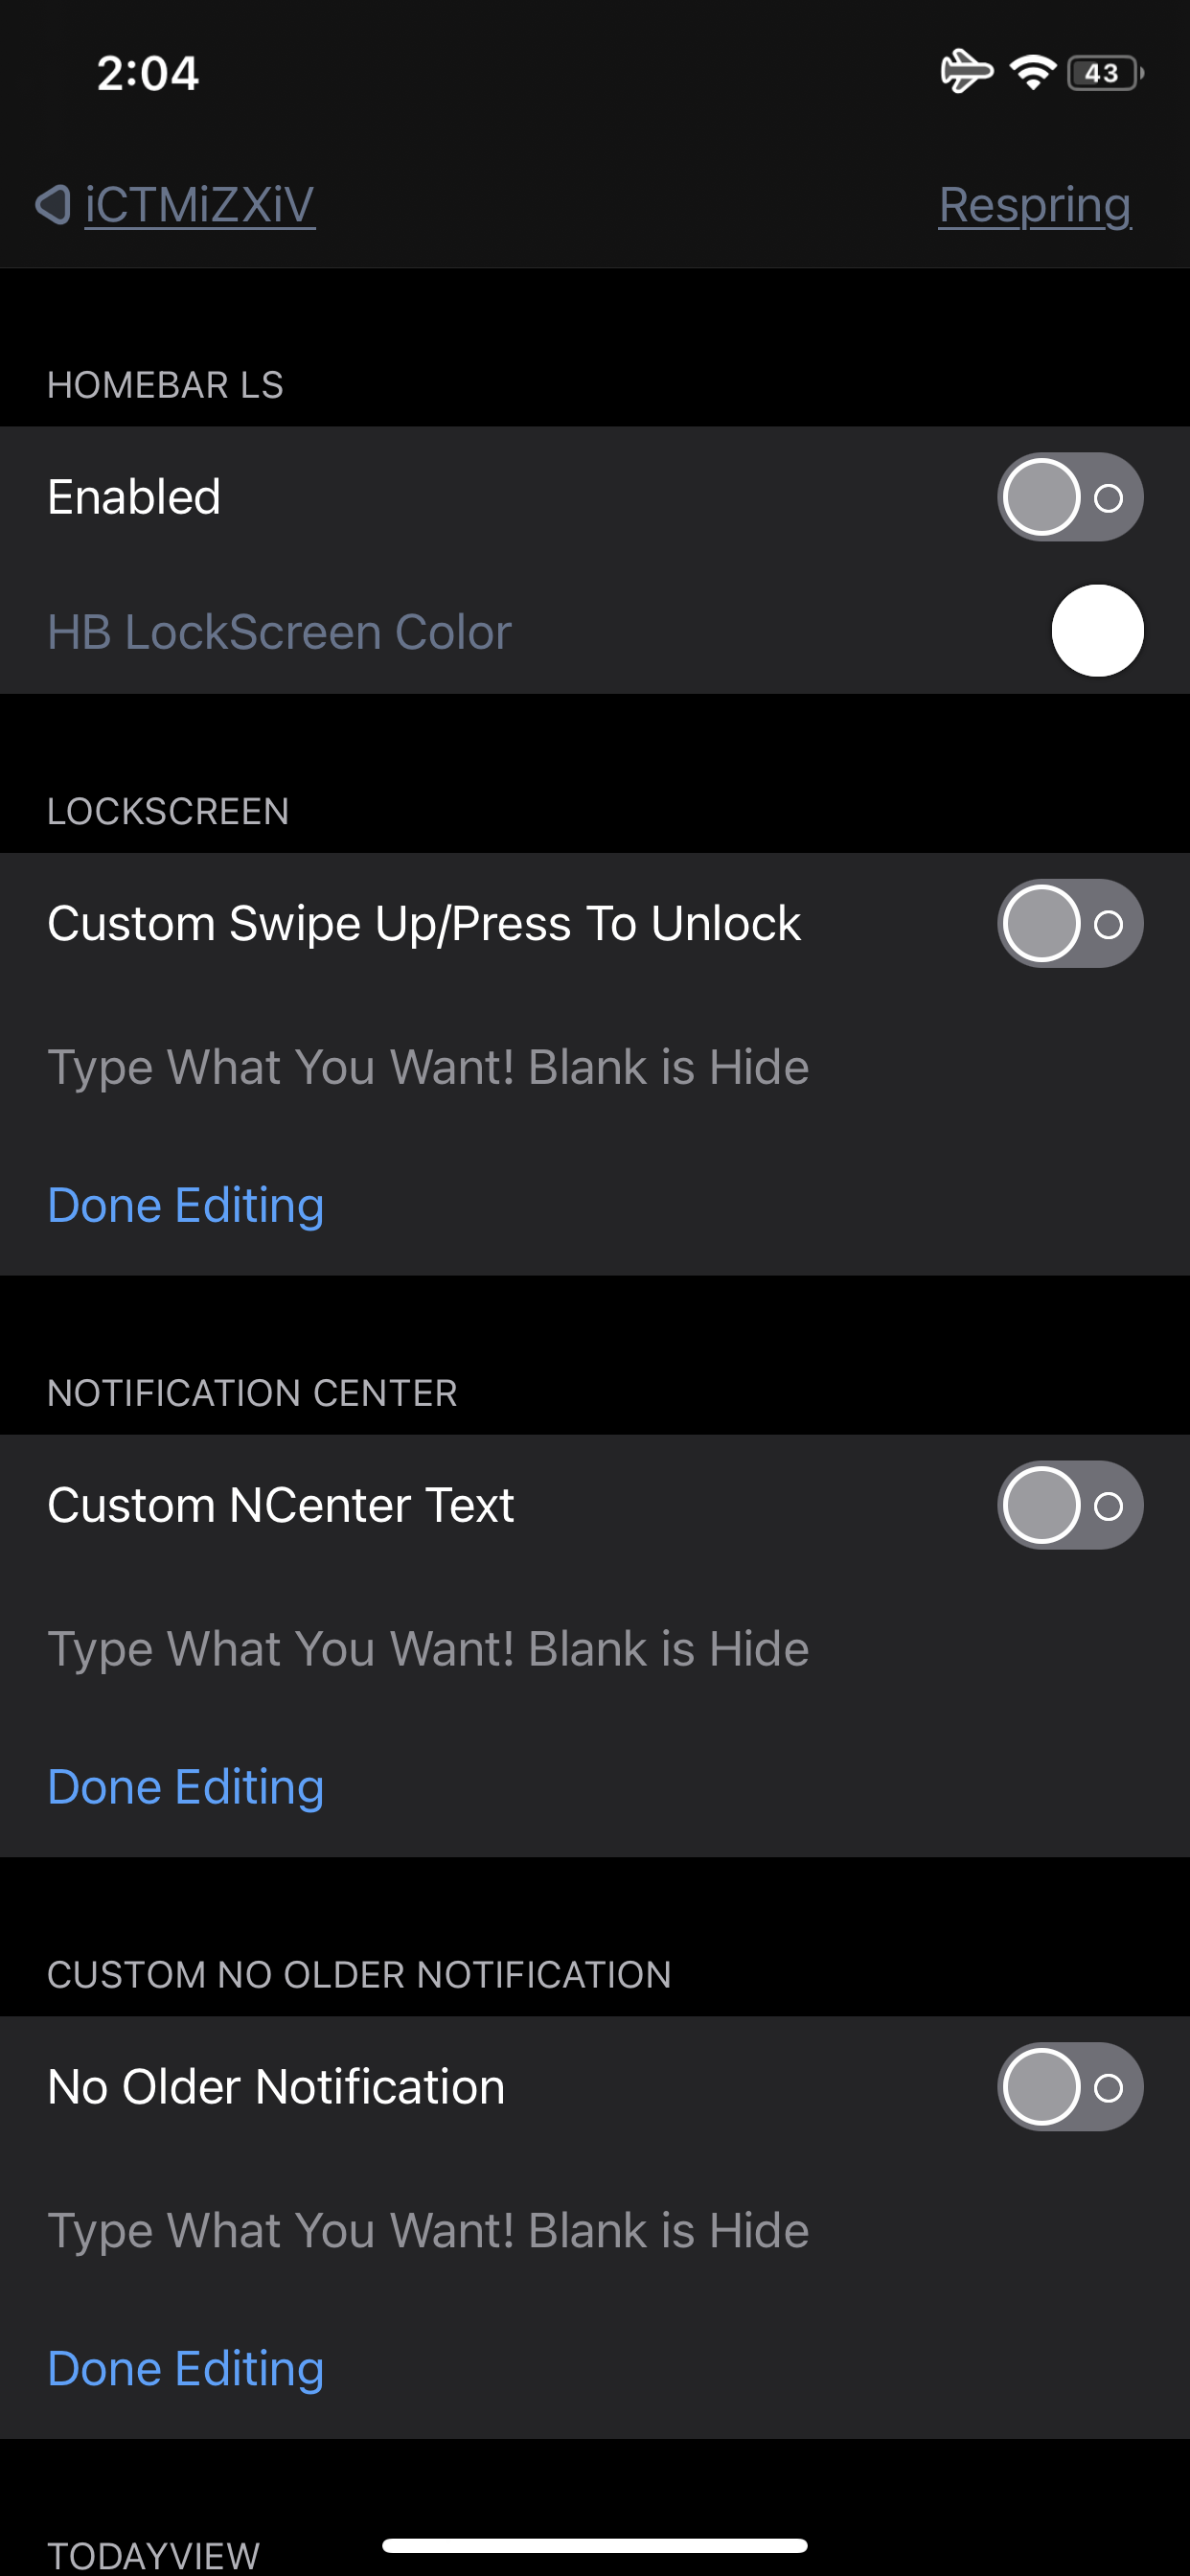 2:04
43
iCTMiZXiV
Respring
HOMEBAR LS
Enabled
HB LockScreen Color
LOCKSCREEN
Custom Swipe Up/Press To Unlock
Type What You Want! Blank is Hide
Done Editing
NOTIFICATION CENTER
Custom NCenter Text
Type What You Want! Blank is Hide
Done Editing
CUSTOM NO OLDER NOTIFICATION
No Older Notification
Type What You Want! Blank is Hide
Done Editing
TODAYVIEW